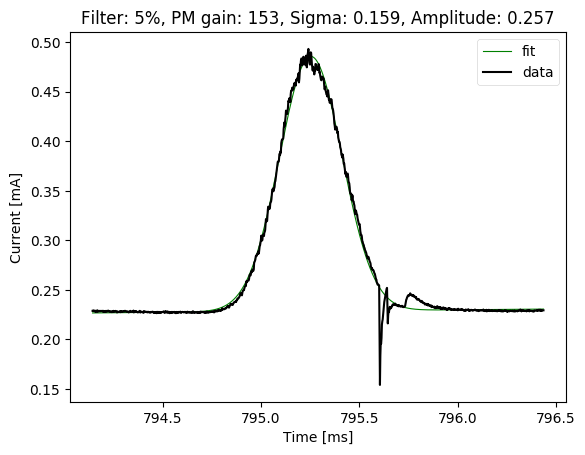 Filter: 5%, PM gain: 153, Sigma: 0.159, Amplitude: 0.257
fit
data
Current [mA]
0.50
0.45
0.40
0.35
0.30
0.25
0.20
0.15
794.5 795.0 795.5 796.0 796.5
Time [ms]